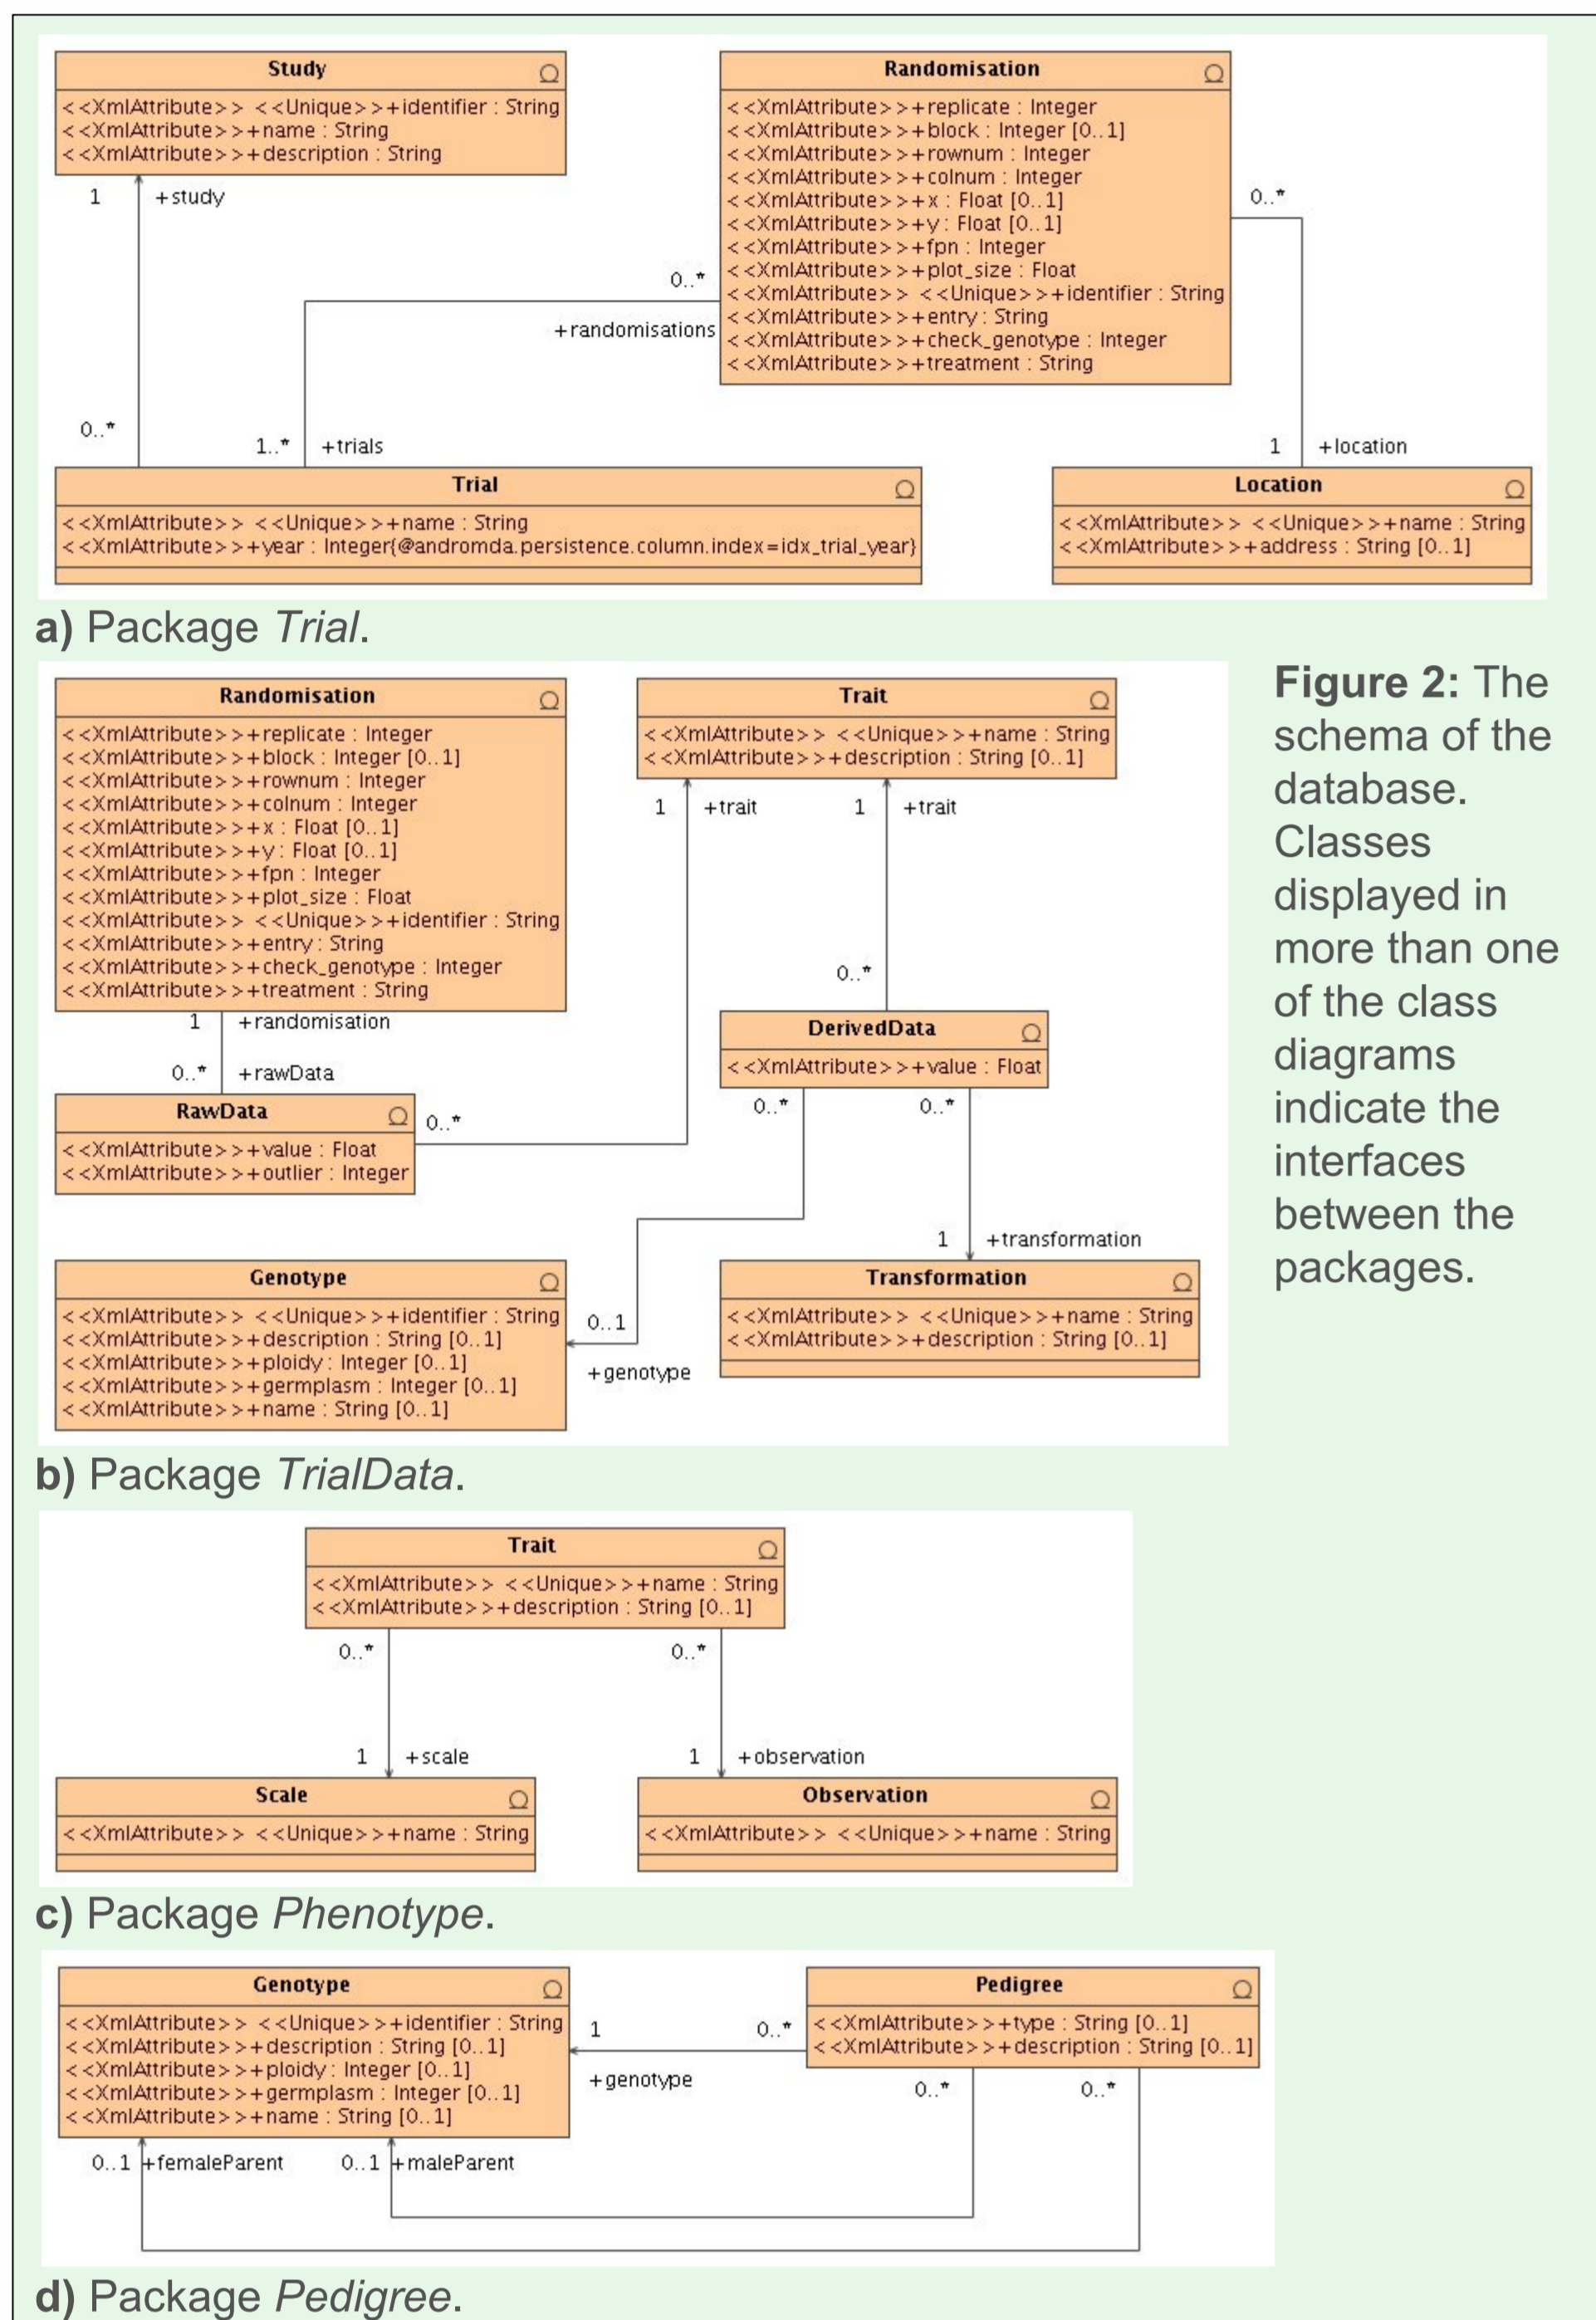 Study
<<XmlAttribute>> <<Unique>>+identifier : String
<<XmlAttribute>>+name : String
<<XmlAttribute>>+description : String
1 +study
0..*
Randomisation
<<XmlAttribute>>+replicate : Integer
<<XmlAttribute>>+block : Integer [0..1]
<<XmlAttribute>>+rownum : Integer
<<XmlAttribute>>+colnum : Integer
<<XmlAttribute>>+x : Float [0..1]
<<XmlAttribute>>+y : Float [0..1]
<<XmlAttribute>>+fpn : Integer
<<XmlAttribute>>+plot_size : Float
<<XmlAttribute>> <<Unique>>+identifier : String
<<XmlAttribute>>+entry : String
<<XmlAttribute>>+check_genotype : Integer
<<XmlAttribute>>+treatment : String
0..*
+randomisations
1..* +trials
0..*
1 +location
Trial
<<XmlAttribute>> <<Unique>>+name : String
<<XmlAttribute>>+year : Integer{@andromda.persistence.column.index=idx_trial_year}
Location
<<XmlAttribute>> <<Unique>>+name : String
<<XmlAttribute>>+address : String [0..1]
a) Package Trial.
Randomisation
<<XmlAttribute>>+replicate : Integer
<<XmlAttribute>>+block : Integer [0..1]
<<XmlAttribute>>+rownum : Integer
<<XmlAttribute>>+colnum : Integer
<<XmlAttribute>>+x : Float [0..1]
<<XmlAttribute>>+y : Float [0..1]
<<XmlAttribute>>+fpn : Integer
<<XmlAttribute>>+plot_size : Float
<<XmlAttribute>> <<Unique>>+identifier : String
<<XmlAttribute>>+entry : String
<<XmlAttribute>>+check_genotype : Integer
<<XmlAttribute>>+treatment : String
1 +randomisation
0..* +rawData
RawData
<<XmlAttribute>>+value : Float
<<XmlAttribute>>+outlier : Integer
0..*
Trait
<<XmlAttribute>> <<Unique>>+name : String
<<XmlAttribute>>+description : String [0..1]
1 +trait
1 +trait
0..*
DerivedData
<<XmlAttribute>>+value : Float
0..*
0..*
1 +transformation
Genotype
<<XmlAttribute>> <<Unique>>+identifier : String
<<XmlAttribute>>+description : String [0..1]
<<XmlAttribute>>+ploidy : Integer [0..1]
<<XmlAttribute>>+germplasm : Integer [0..1]
<<XmlAttribute>>+name : String [0..1]
0..1
+genotype
Transformation
<<XmlAttribute>> <<Unique>>+name : String
<<XmlAttribute>>+description : String [0..1]
b) Package TrialData.
Figure 2: The
schema of the
database.
Classes
displayed in
more than one
of the class
diagrams
indicate the
interfaces
between the
packages.
Trait
<<XmlAttribute>> <<Unique>>+name : String
<<XmlAttribute>>+description : String [0..1]
0..*
0..*
1 +scale
1 +observation
Scale
<<XmlAttribute>> <<Unique>>+name : String
Observation
<<XmlAttribute>> <<Unique>>+name : String
c) Package Phenotype.
Genotype
<<XmlAttribute>> <<Unique>>+identifier : String
<<XmlAttribute>>+description : String [0..1]
<<XmlAttribute>>+ploidy : Integer [0..1]
<<XmlAttribute>>+germplasm : Integer [0..1]
<<XmlAttribute>>+name : String [0..1]
1
0..*
+genotype
Pedigree
<<XmlAttribute>>+type : String [0..1]
<<XmlAttribute>>+description : String [0..1]
0..*
0..*
0..1 +femaleParent
0..1 +maleParent
d) Package Pedigree.